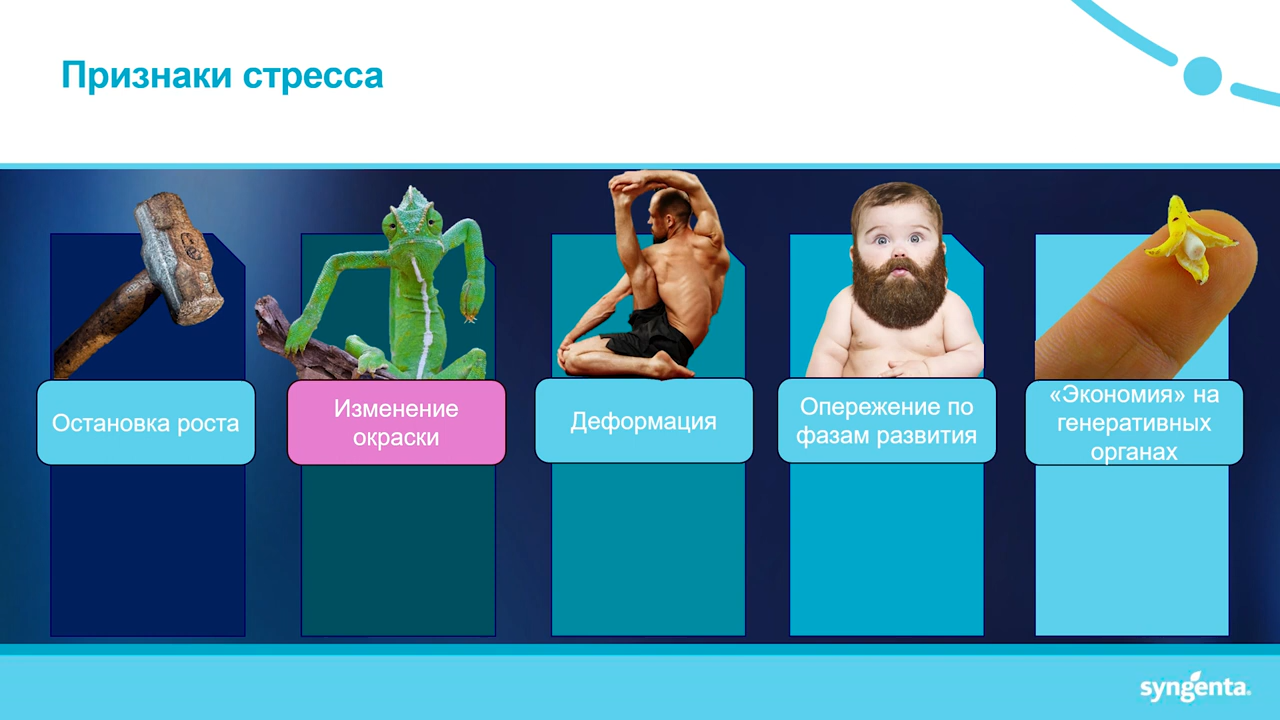 Признаки стресса
Остановка роста
Изменение
окраски
Деформация
Опережение по
фазам развития
«Экономия» на
генеративных
органах
syngenta.